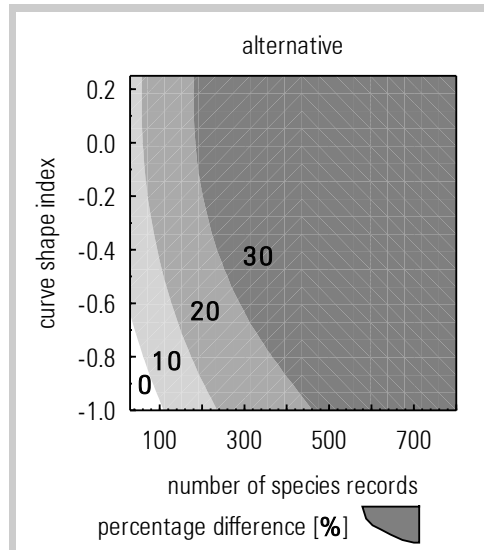 alternative
curve shape index
0.2
0.0
-0.2
-0.4
-0.6
-0.8
-1.0
30
20
10
0
100 300 500 700
number of species records
percentage difference [%]